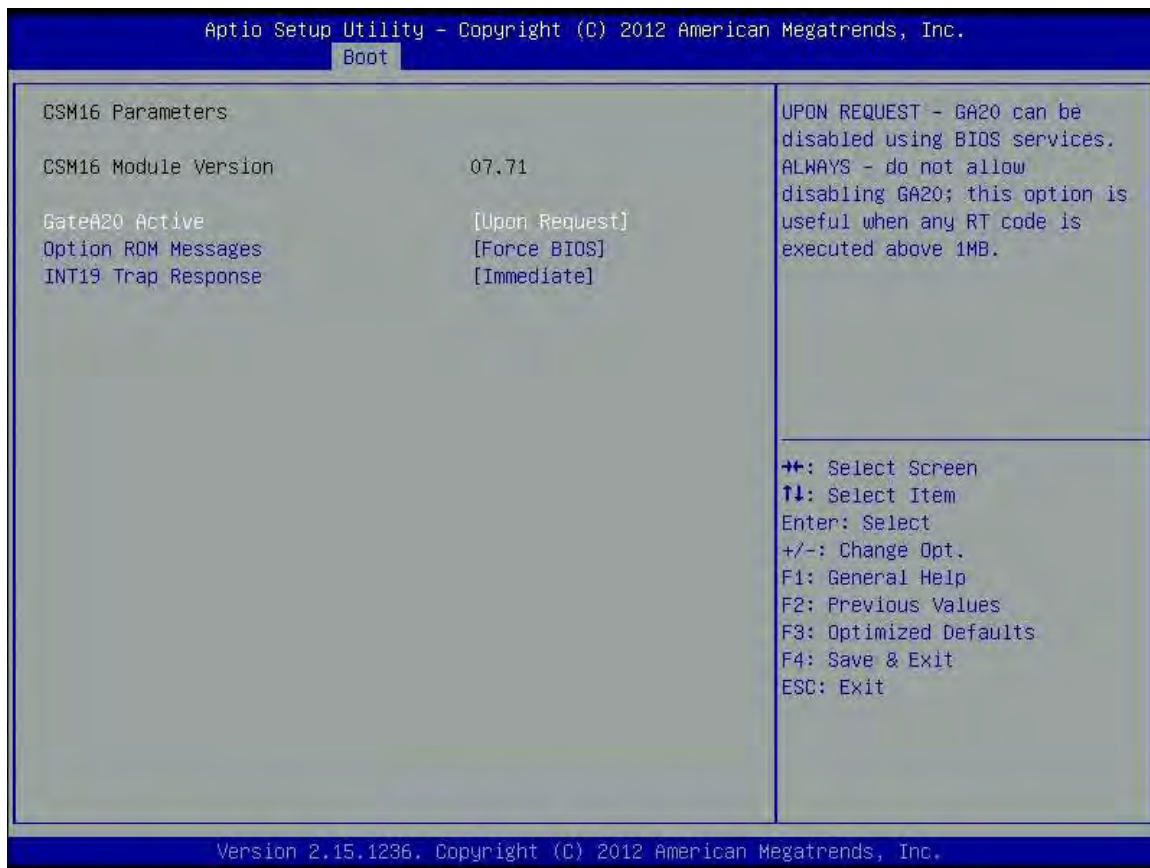 Aptio Setup Utility – Copyright (C) 2012 American Megatrends, Inc.
Boot
CSM16 Parameters
CSM16 Module Version 07.71
GateA20 Active [Upon Request]
Option ROM Messages [Force BIOS]
INT19 Trap Response [Immediate]
UPON REQUEST - GA20 can be
disabled using BIOS services.
ALWAYS - do not allow
disabling GA20; this option is
useful when any RT code is
executed above 1MB.
→←: Select Screen
↑↓: Select Item
Enter: Select
+/-: Change Opt.
F1: General Help
F2: Previous Values
F3: Optimized Defaults
F4: Save & Exit
ESC: Exit
Version 2.15.1236. Copyright (C) 2012 American Megatrends, Inc.